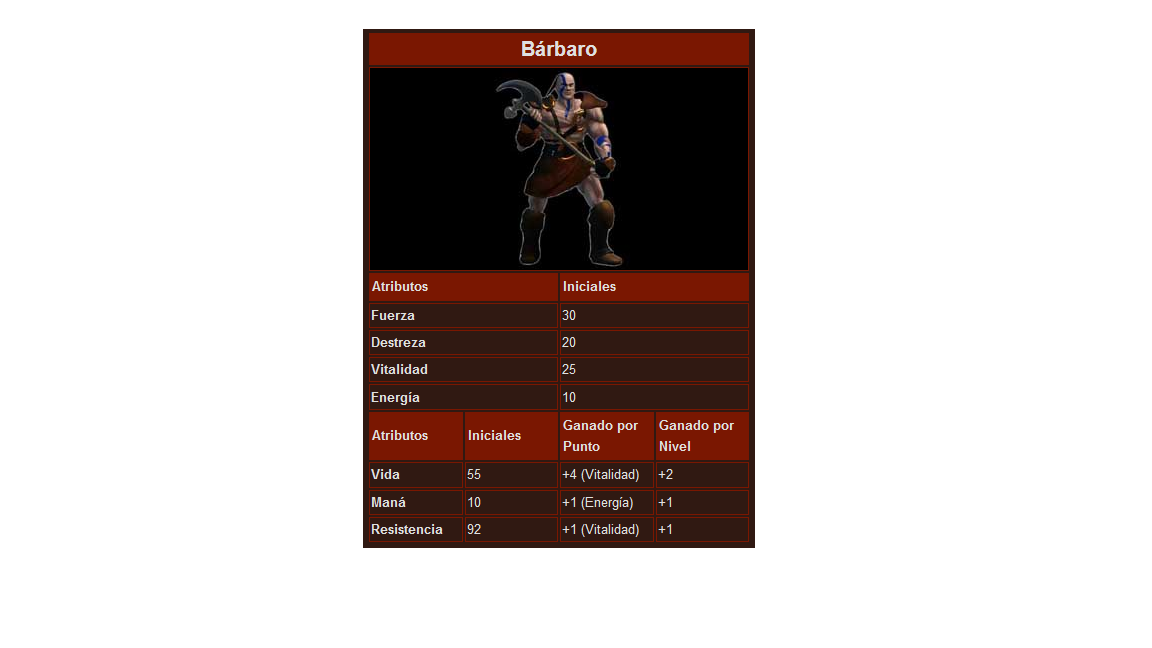 Bárbaro
Atributos Iniciales
Fuerza 30
Destreza 20
Vitalidad 25
Energía 10
Atributos Iniciales Ganado por Punto Ganado por Nivel
Vida 55 +4 (Vitalidad) +2
Maná 10 +1 (Energía) +1
Resistencia 92 +1 (Vitalidad) +1